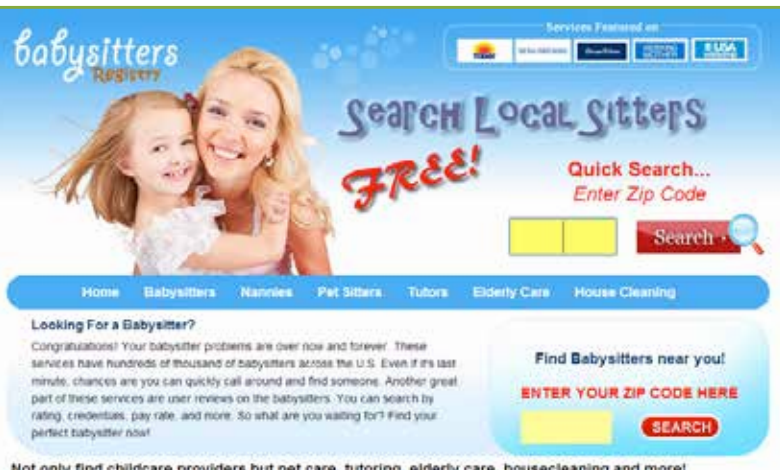 babysitters
Registry
Services Featured on
TODAY
USA
Search Local Sitters
FREE!
Quick Search...
Enter Zip Code
Search
Home Babysitters Nannies Pet Sitters Tutors Elderly Care House Cleaning
Looking For a Babysitter?
Congratulations! Your babysitter problems are over now and forever. These
services have hundreds of thousand of babysitters across the U.S. Even if it's last
minute, chances are you can quickly call around and find someone. Another great
part of these services are user reviews on the babysitters. You can search by
rating, credentials, pay rate, and more. So what are you waiting for? Find your
perfect babysitter now!
Find Babysitters near you!
ENTER YOUR ZIP CODE HERE
SEARCH
Not only find childcare providers but pet care, tutoring, elderly care, housecleaning and more!